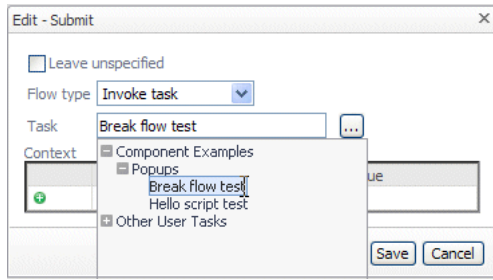 Edit - Submit
Leave unspecified
Flow type Invoke task
Task Break flow test ...
Context
Component Examples
Popups
ue
Break flow test
Hello script test
Other User Tasks
Save Cancel